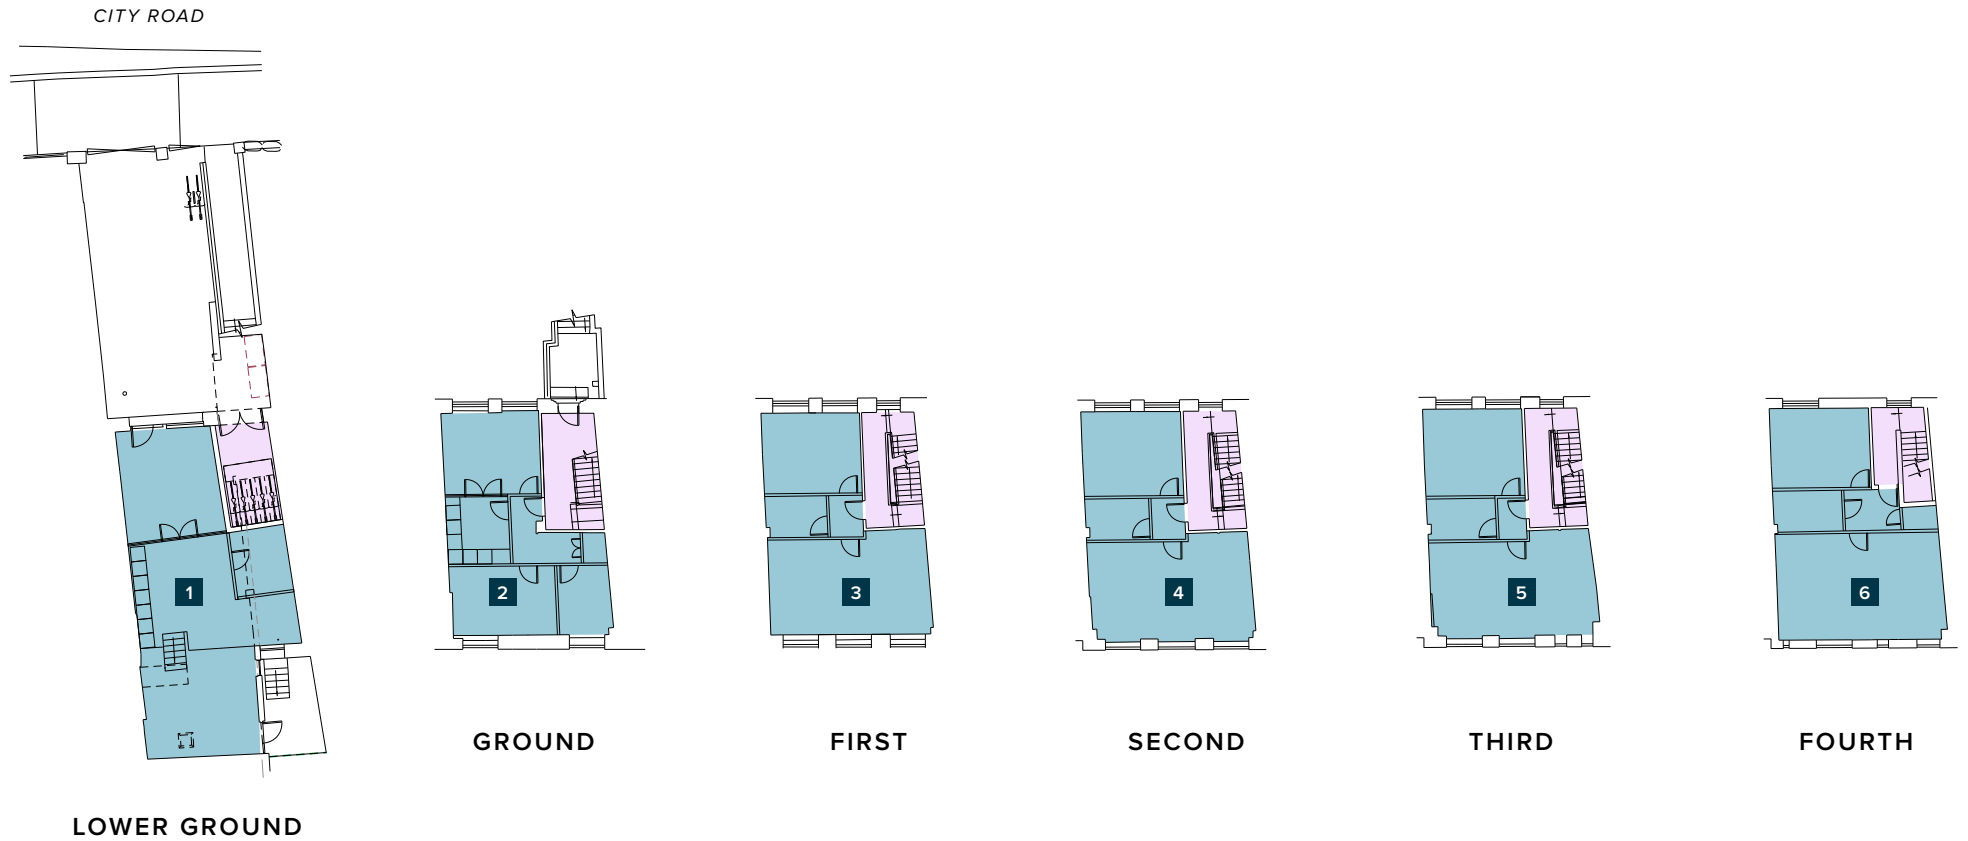 CITY ROAD
1
2
3
4
5
6
GROUND
FIRST
SECOND
THIRD
FOURTH
LOWER GROUND